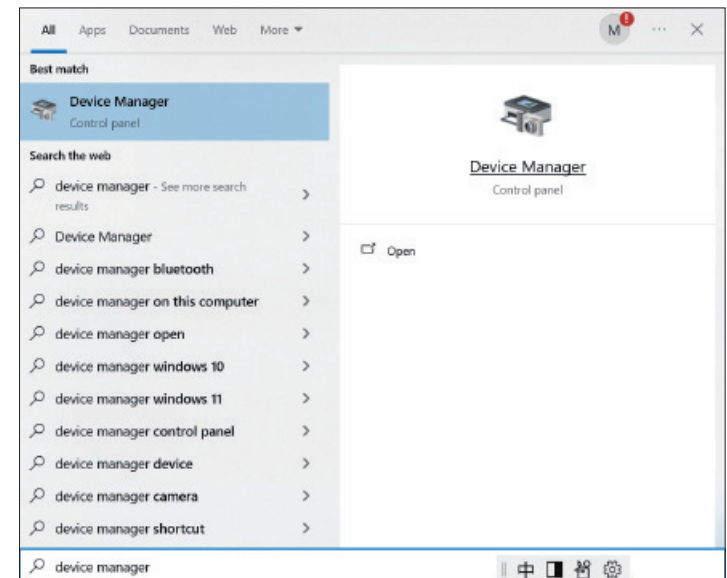 All Apps Documents Web More
M
Best match
Device Manager
Control panel
Search the web
device manager - See more search
results
Device Manager
device manager bluetooth
device manager on this computer
device manager open
device manager windows 10
device manager windows 11
device manager control panel
device manager device
device manager camera
device manager shortcut
device manager
Device Manager
Control panel
Open
中